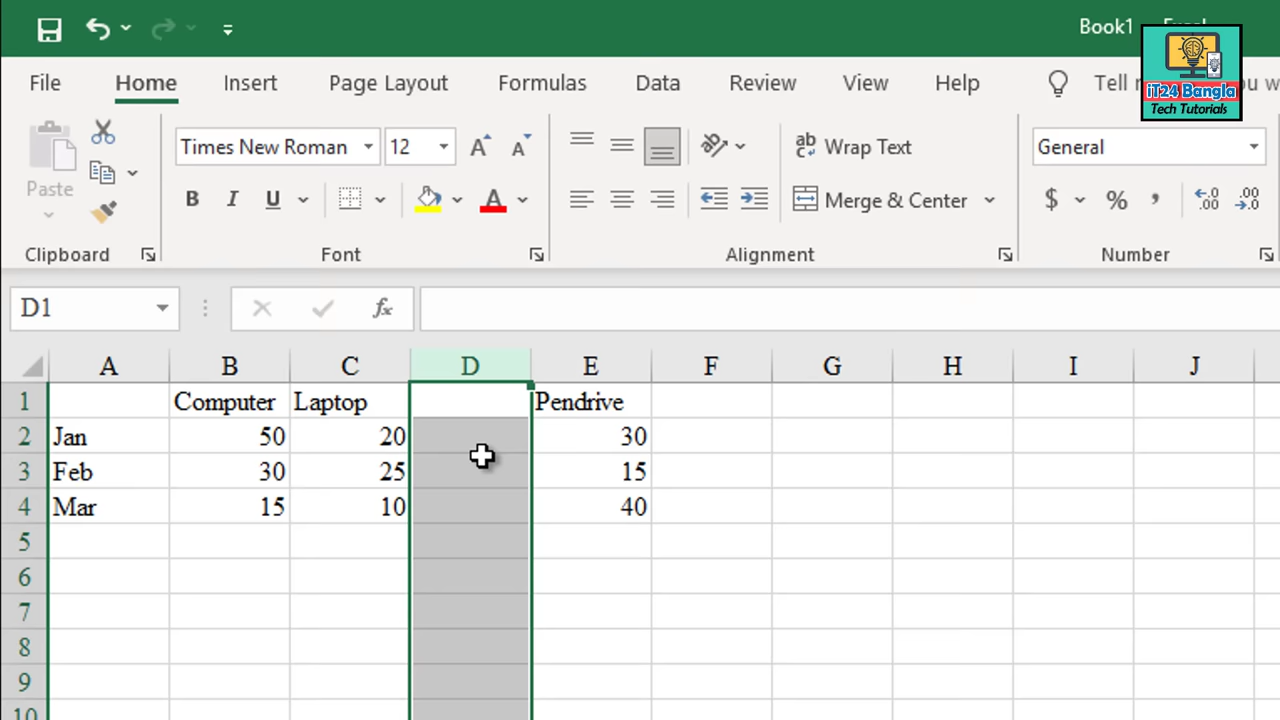 Book1 - Excel
iT24 Bangla
Tech Tutorials
File Home Insert Page Layout Formulas Data Review View Help Tell
Paste
Times New Roman 12
Wrap Text
General
B I U
Merge & Center
$ % ,
Clipboard Font Alignment Number
D1
fx
A B C D E F G H I J
1 Computer Laptop Pendrive
2 Jan 50 20 30
3 Feb 30 25 15
4 Mar 15 10 40
5
6
7
8
9
10